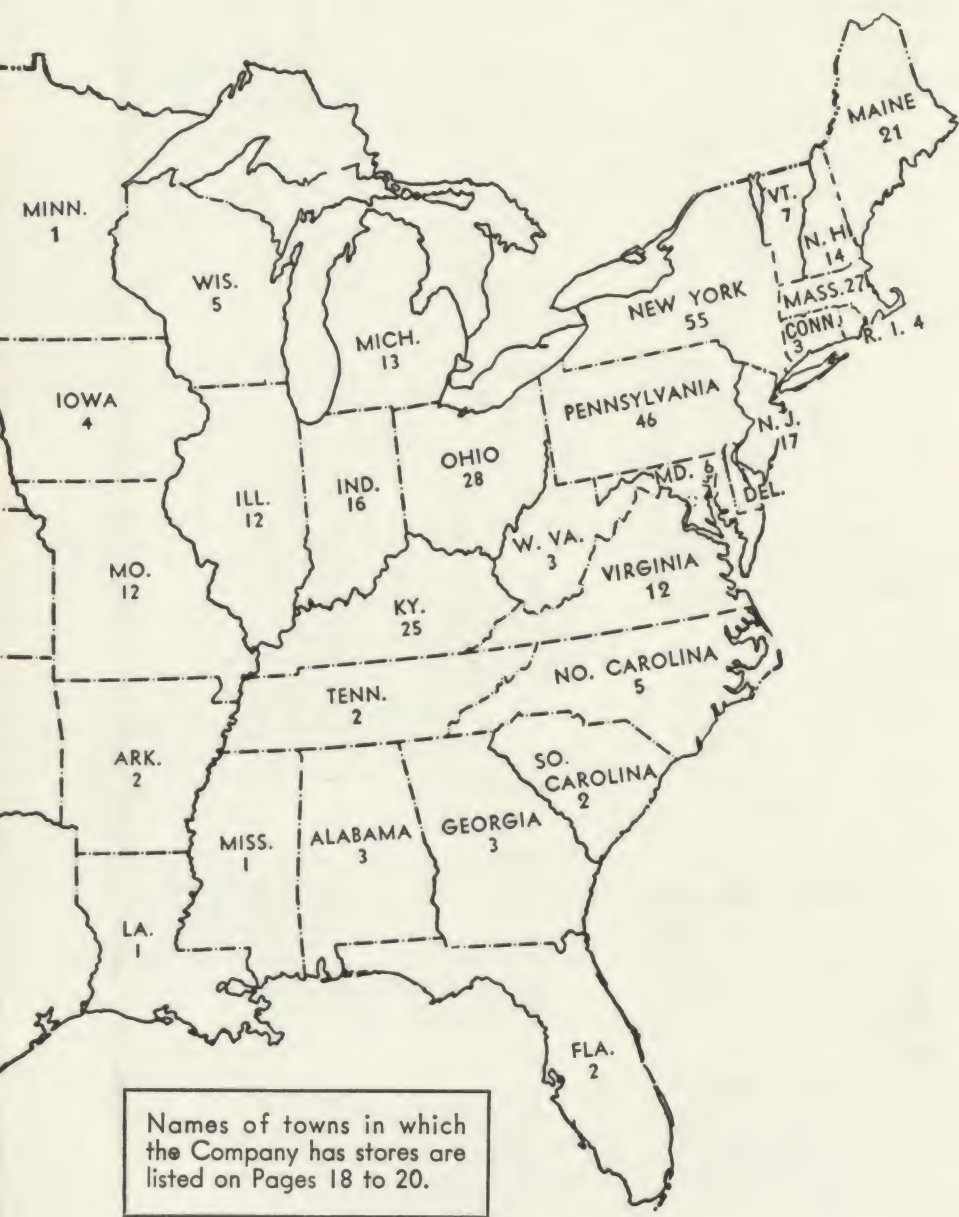 MAINE
21
VT.
7
N. H.
14
MINN.
1
WIS.
5
MASS. 27
NEW YORK
55
CONN.
3
R. I. 4
MICH.
13
IOWA
4
PENNSYLVANIA
46
N. J.
17
OHIO
28
MD. 6
DEL.
ILL.
12
IND.
16
W. VA.
3
VIRGINIA
12
MO.
12
KY.
25
NO. CAROLINA
5
TENN.
2
ARK.
2
SO.
CAROLINA
2
MISS.
1
ALABAMA
3
GEORGIA
3
LA.
1
FLA.
2
Names of towns in which
the Company has stores are
listed on Pages 18 to 20.